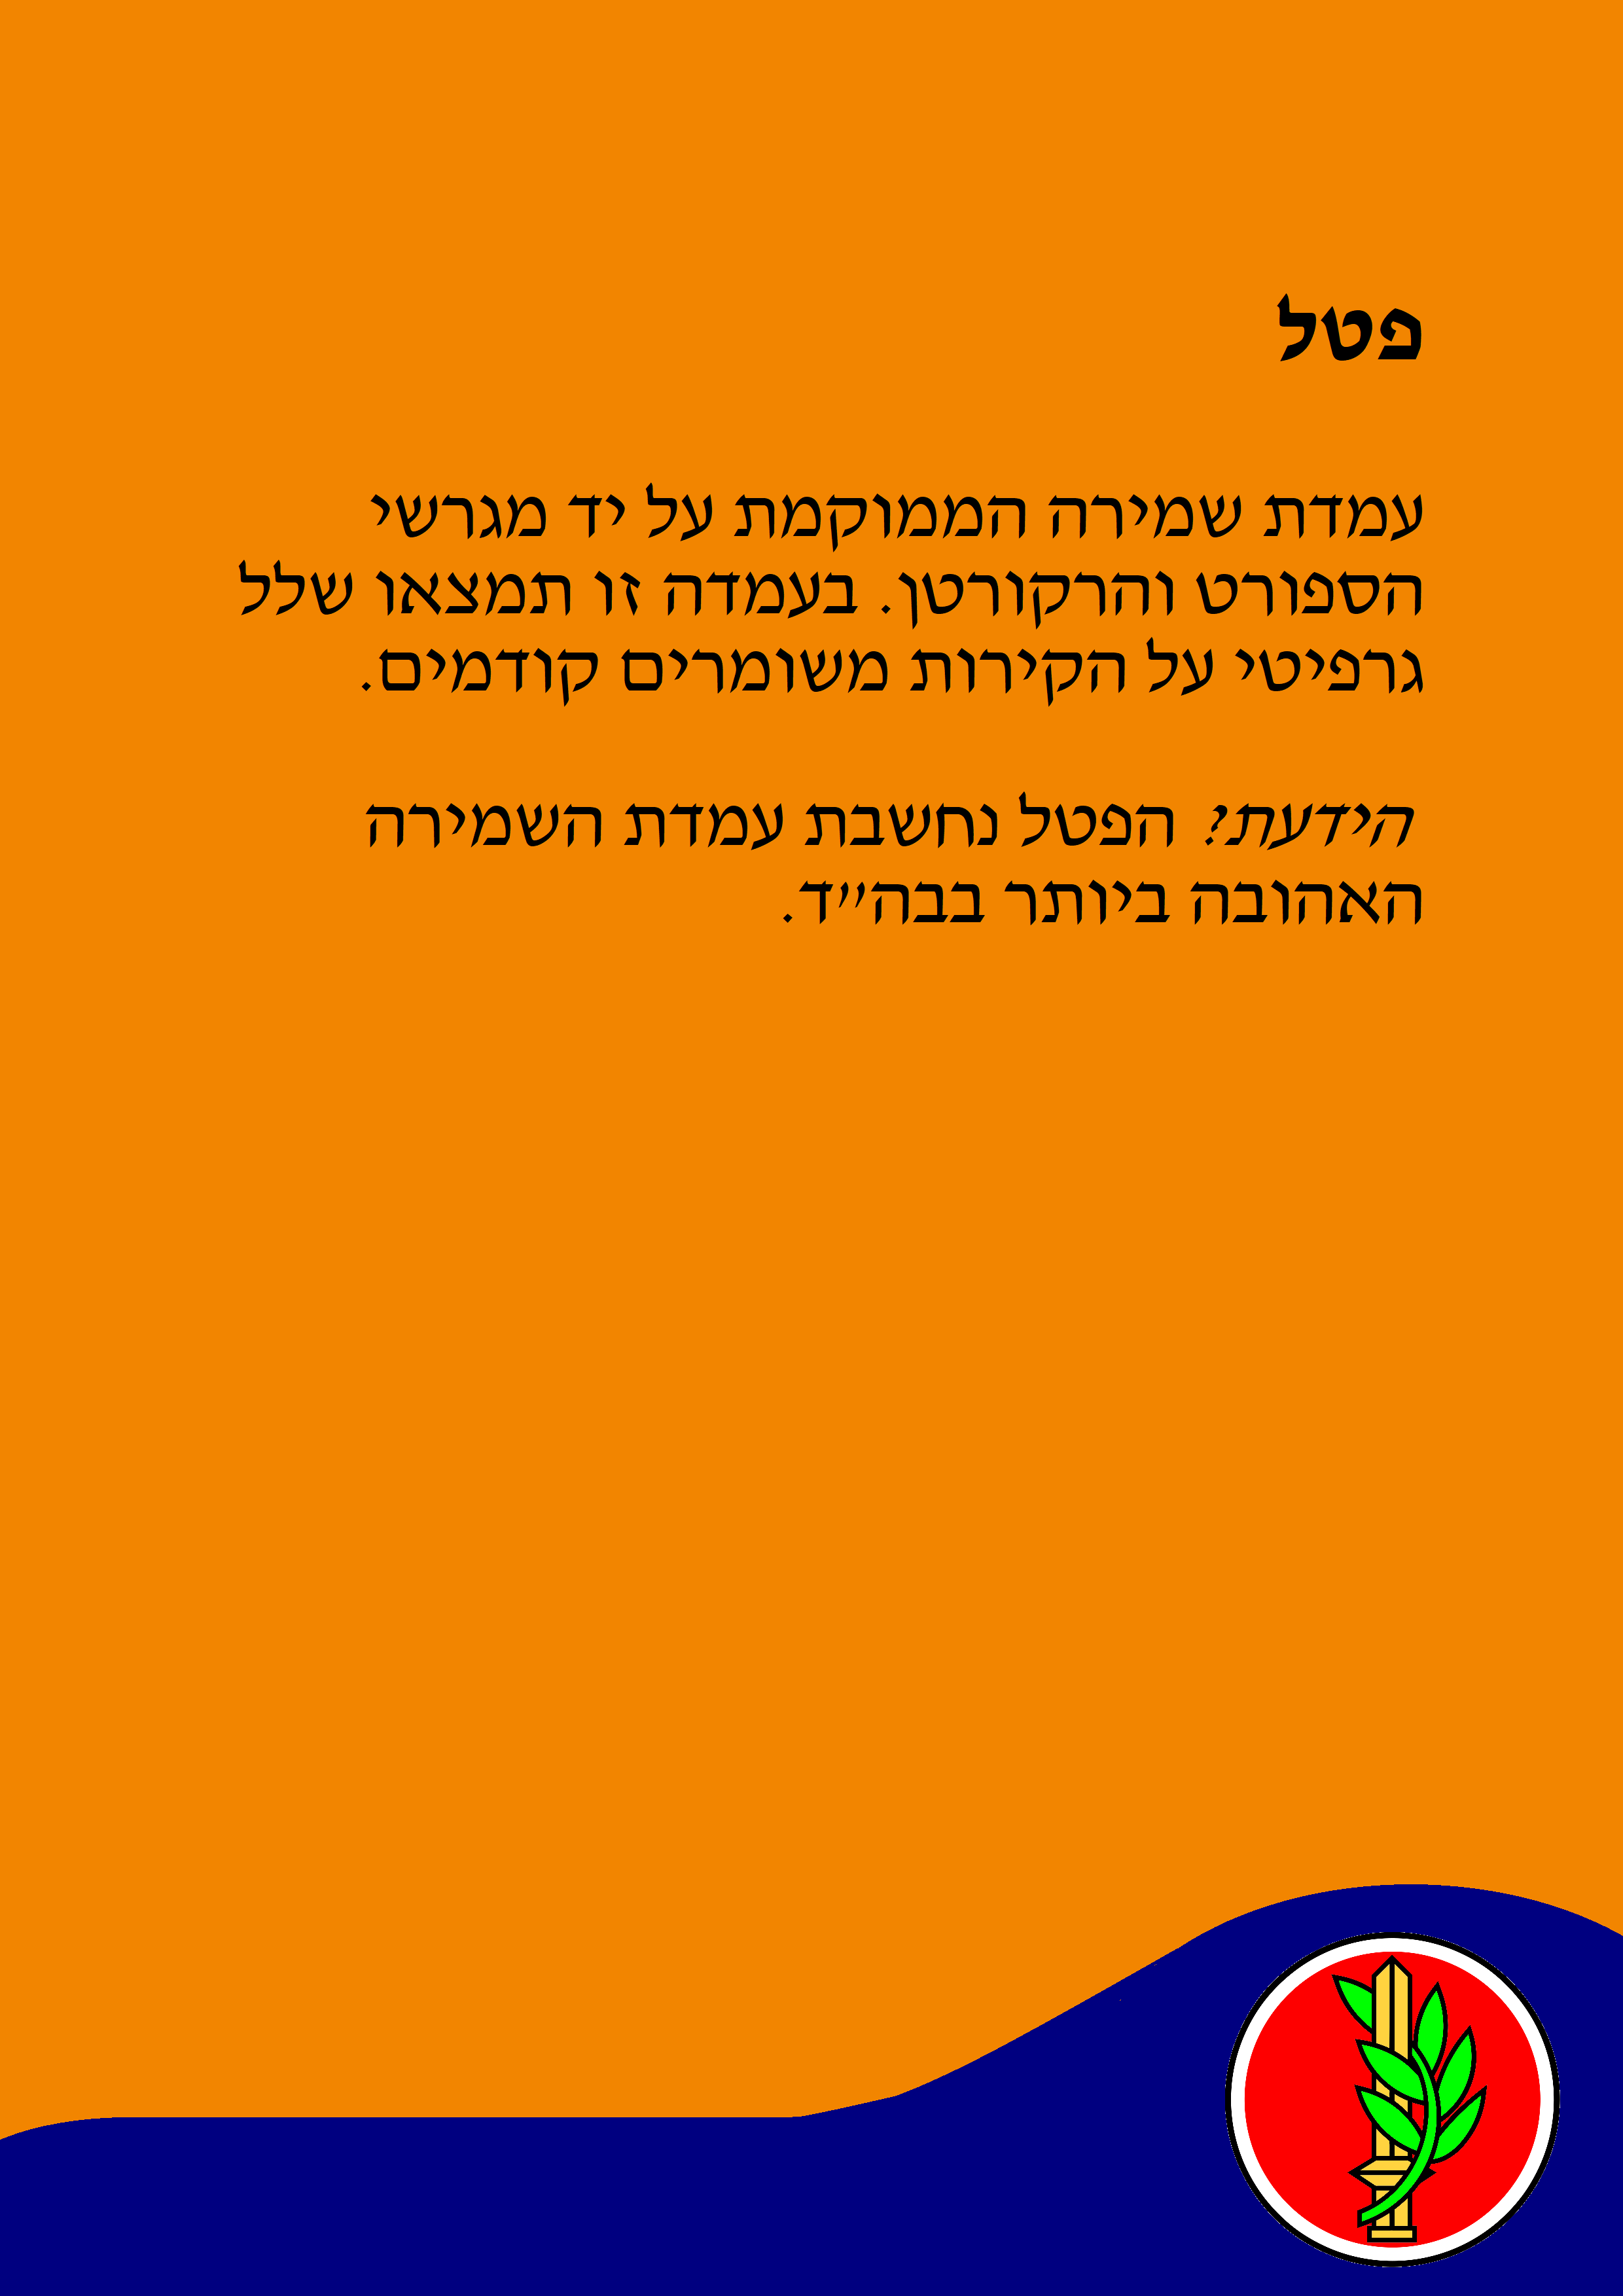 פטל
עמדת שמירה הממוקמת על יד מגרשי
הספורט והרקורטן. בעמדה זו תמצאו שלל
גרפיטי על הקירות משומרים קודמים.
הידעת? הפטל נחשבת עמדת השמירה
האהובה ביותר בבה״ד.